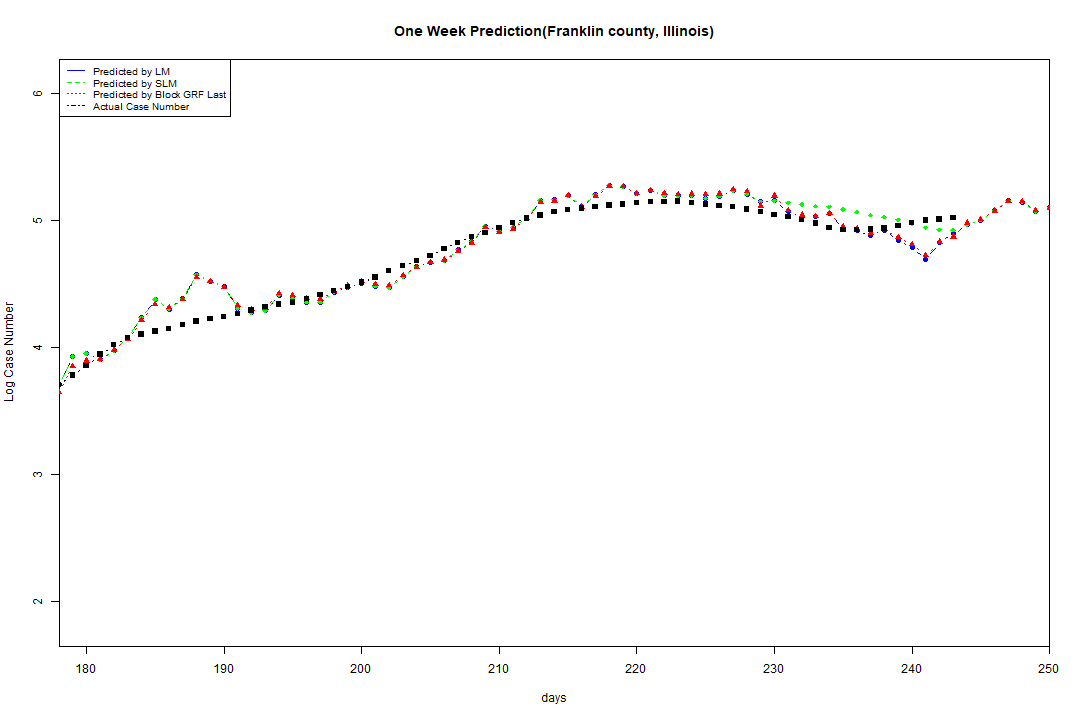 One Week Prediction(Franklin county, Illinois)
Predicted by LM
Predicted by SLM
Predicted by Block GRF Last
Actual Case Number
6
5
4
3
2
Log Case Number
180 190 200 210 220 230 240 250
days